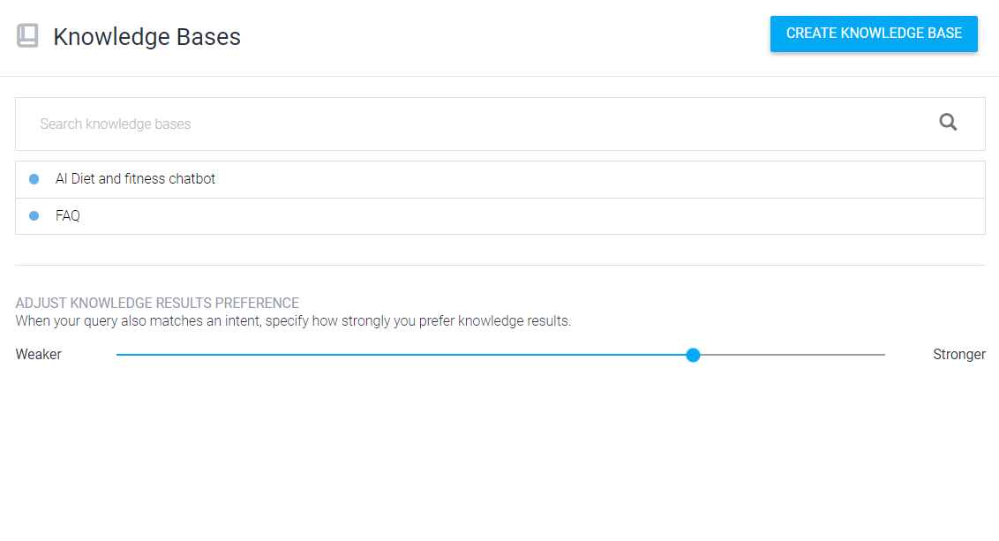 Knowledge Bases
CREATE KNOWLEDGE BASE
Search knowledge bases
AI Diet and fitness chatbot
FAQ
ADJUST KNOWLEDGE RESULTS PREFERENCE
When your query also matches an intent, specify how strongly you prefer knowledge results.
Weaker
Stronger